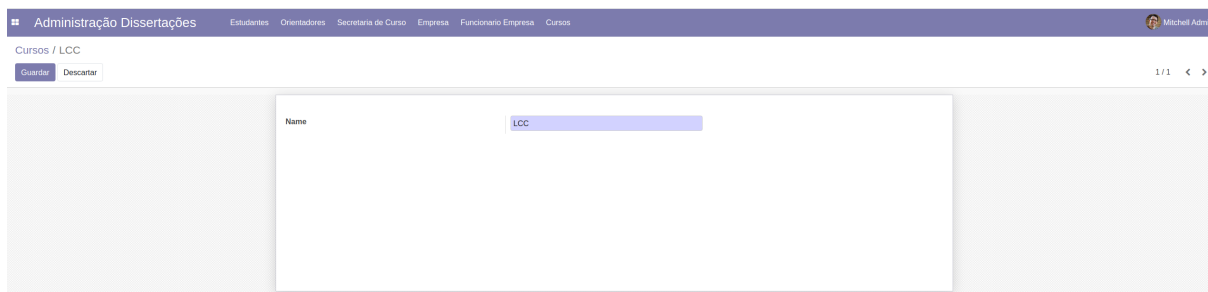 Administração Dissertações Estudantes Orientadores Secretaria de Curso Empresa Funcionario Empresa Cursos Mitchell Admi
Cursos / LCC
Guardar Descartar 1 / 1
Name LCC